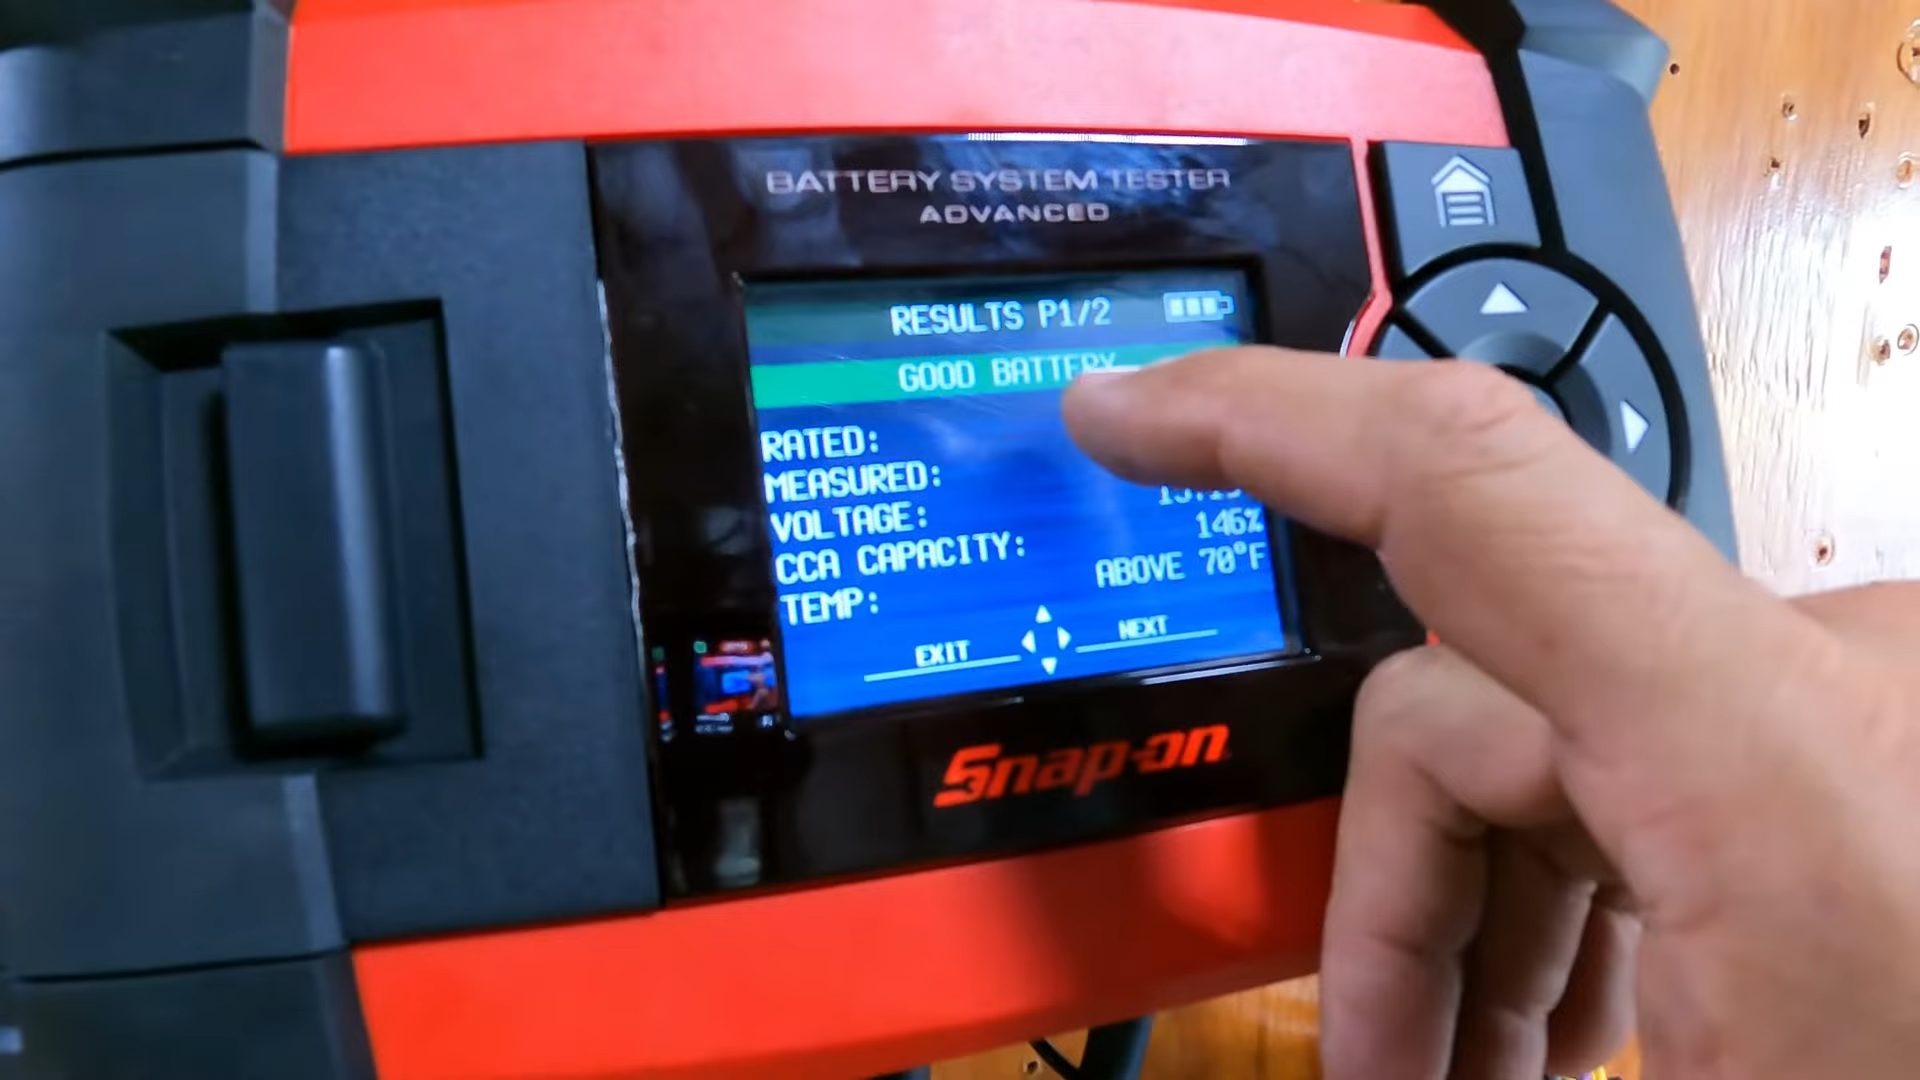 BATTERY SYSTEM TESTER
ADVANCED
RESULTS P1/2
GOOD BATTERY
RATED:
MEASURED:
VOLTAGE:
CCA CAPACITY: 146%
TEMP: ABOVE 70°F
EXIT NEXT
Snap-on